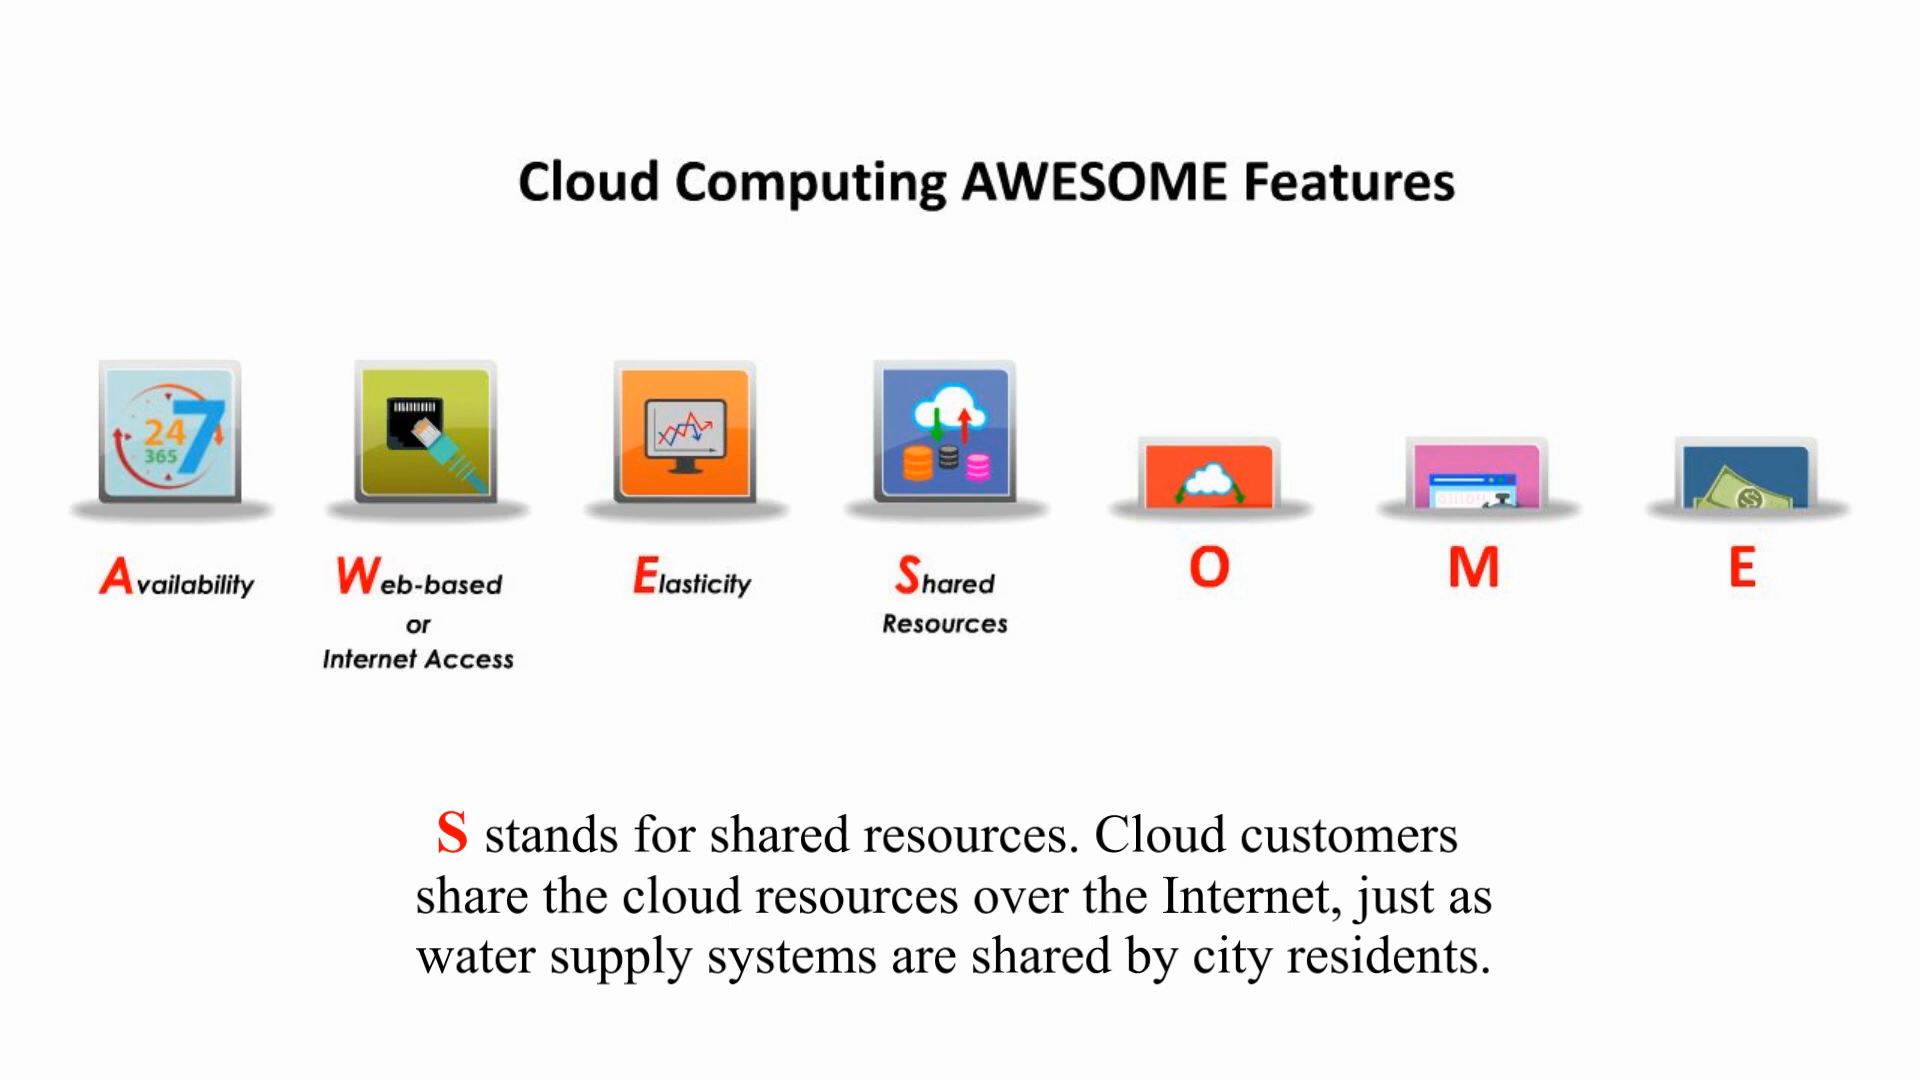 Cloud Computing AWESOME Features
24
7
365
Availability
Web-based
or
Internet Access
Elasticity
Shared
Resources
O
M
E
S stands for shared resources. Cloud customers
share the cloud resources over the Internet, just as
water supply systems are shared by city residents.